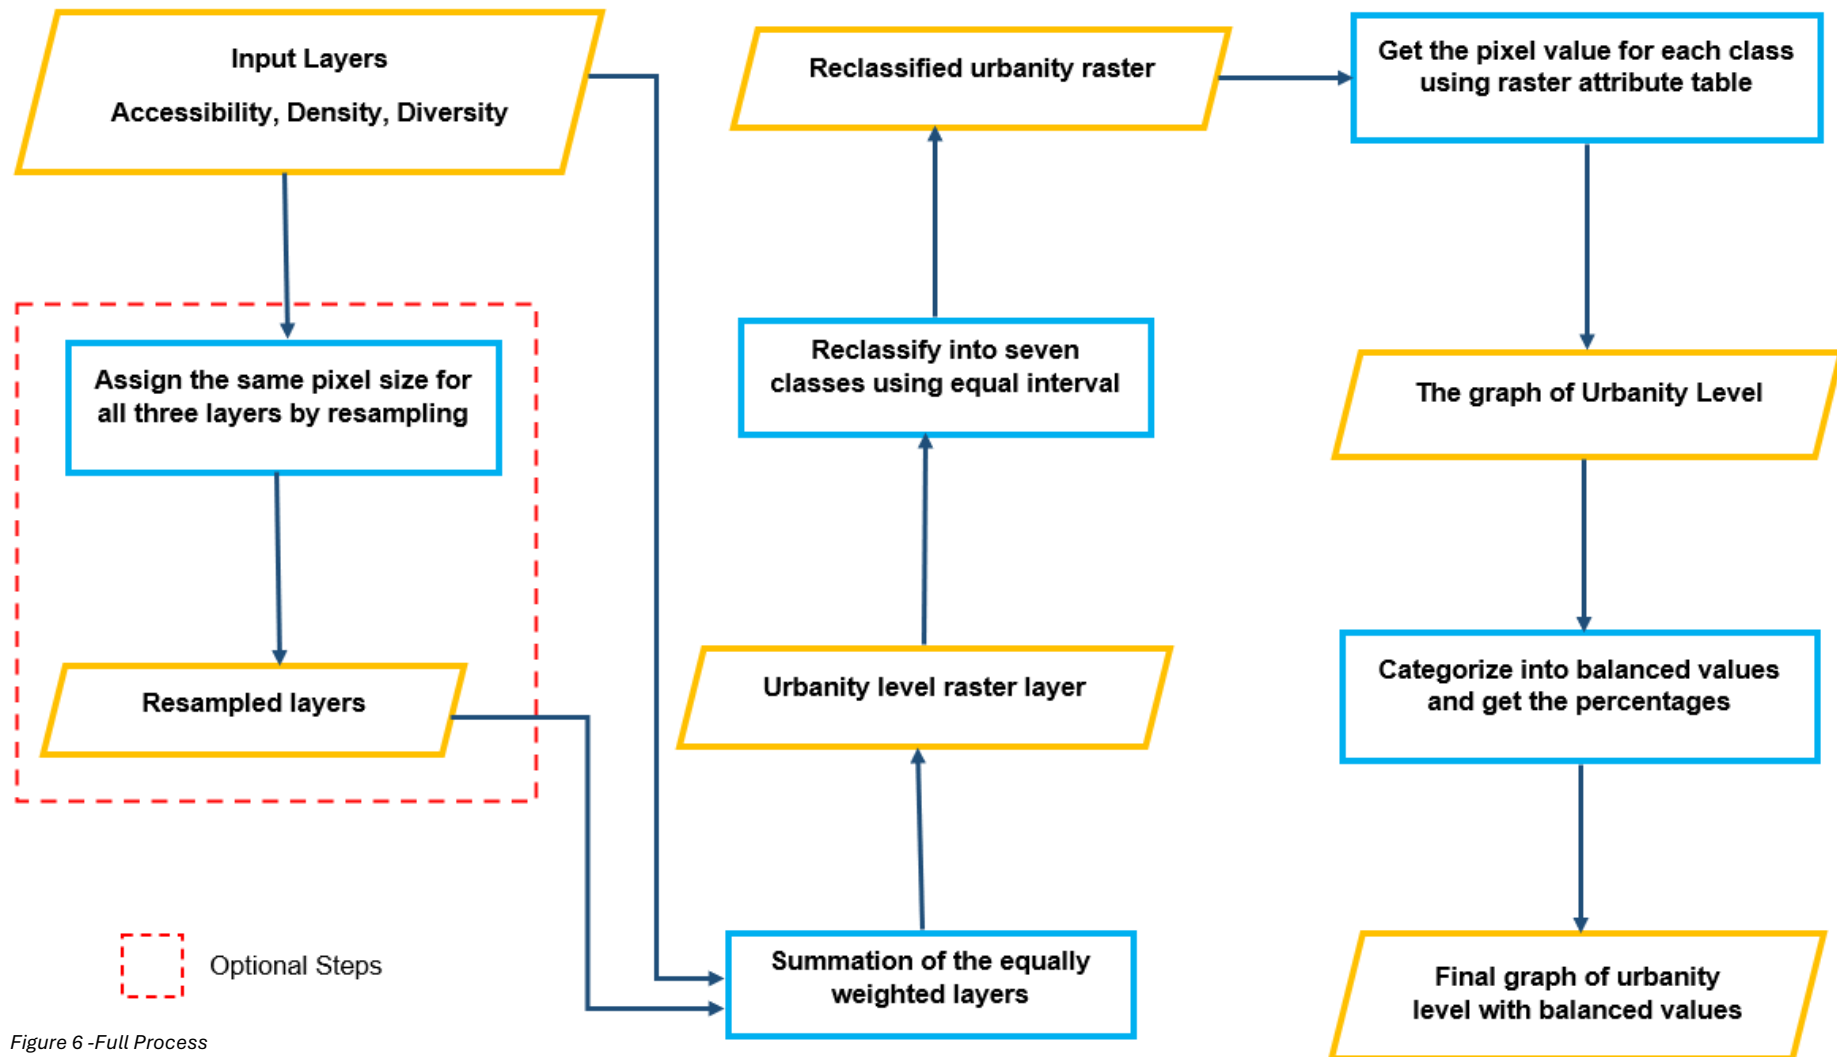 Input Layers
Accessibility, Density, Diversity
Assign the same pixel size for
all three layers by resampling
Resampled layers
Optional Steps
Summation of the equally
weighted layers
Urbanity level raster layer
Reclassify into seven
classes using equal interval
Reclassified urbanity raster
Get the pixel value for each class
using raster attribute table
The graph of Urbanity Level
Categorize into balanced values
and get the percentages
Final graph of urbanity
level with balanced values
Figure 6 -Full Process